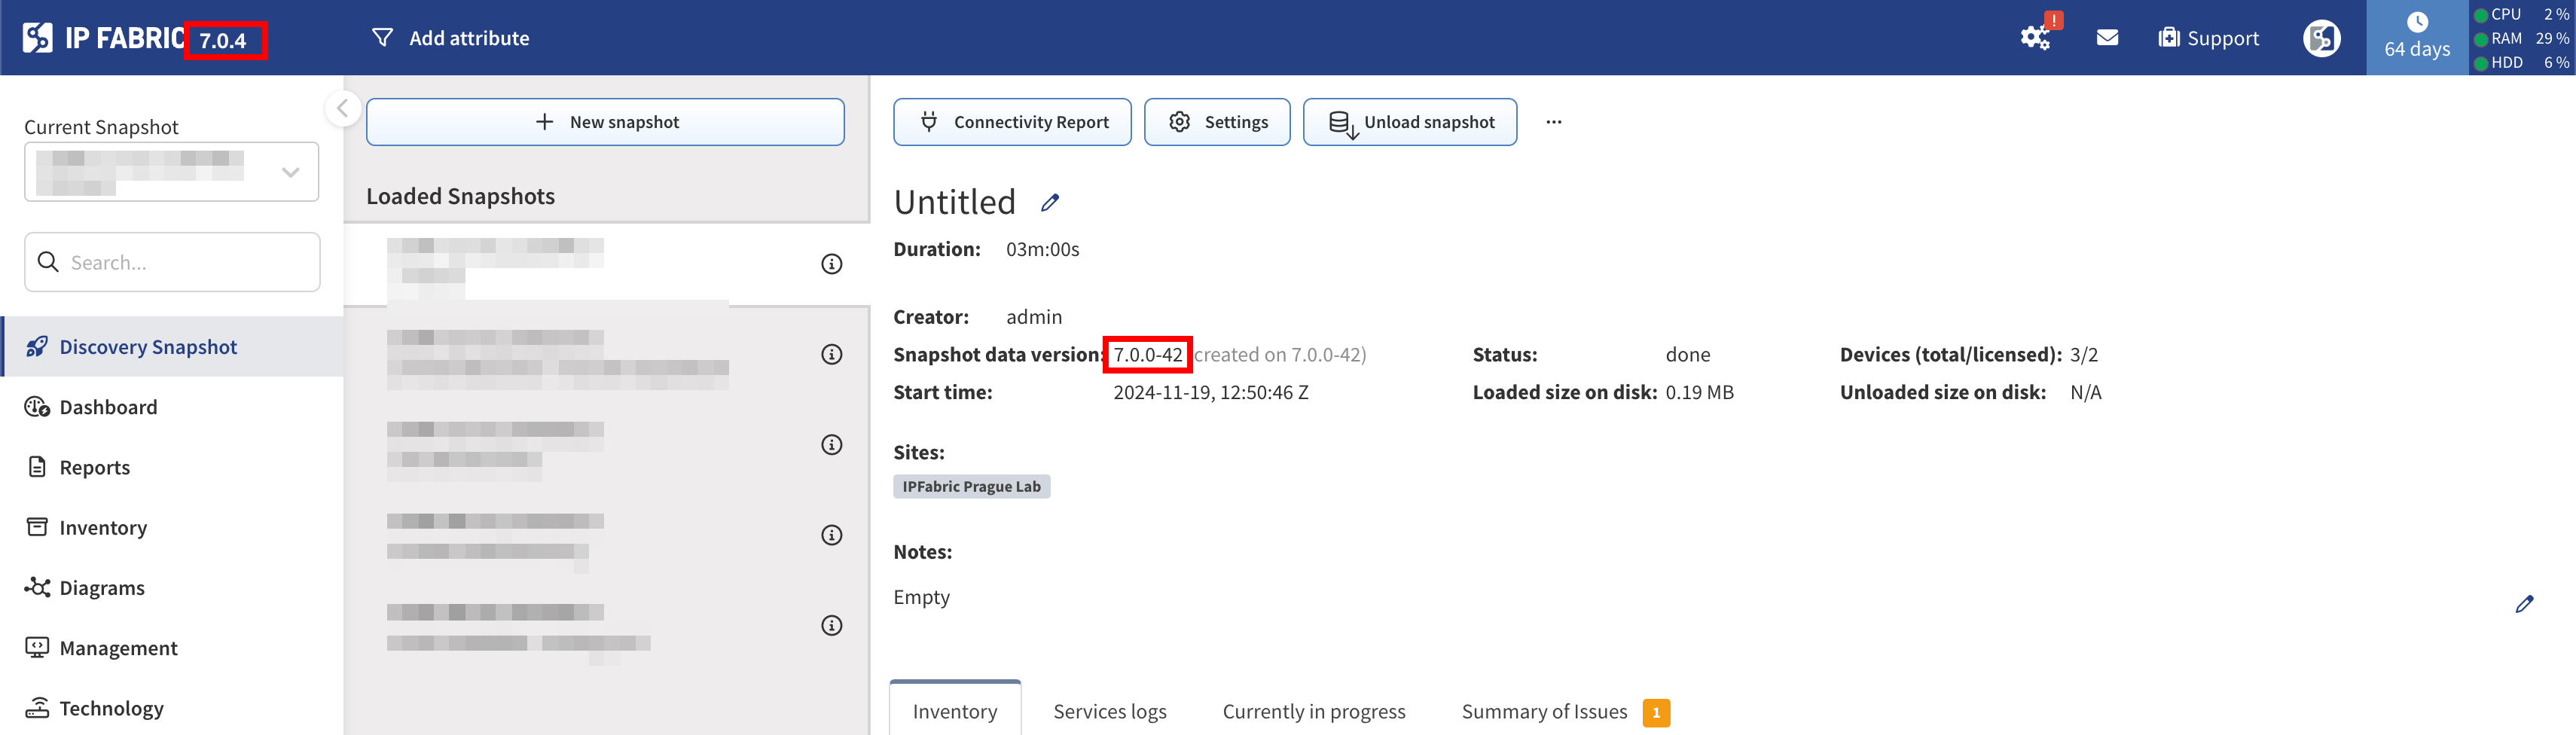 IP FABRIC 7.0.4
Add attribute
!
Support
64 days
CPU 2 %
RAM 29 %
HDD 6 %
Current Snapshot
Search...
Discovery Snapshot
Dashboard
Reports
Inventory
Diagrams
Management
Technology
New snapshot
Loaded Snapshots
Connectivity Report
Settings
Unload snapshot
...
Untitled
Duration: 03m:00s
Creator: admin
Snapshot data version: 7.0.0-42 created on 7.0.0-42)
Status: done
Devices (total/licensed): 3/2
Start time: 2024-11-19, 12:50:46 Z
Loaded size on disk: 0.19 MB
Unloaded size on disk: N/A
Sites:
IPFabric Prague Lab
Notes:
Empty
Inventory
Services logs
Currently in progress
Summary of Issues 1